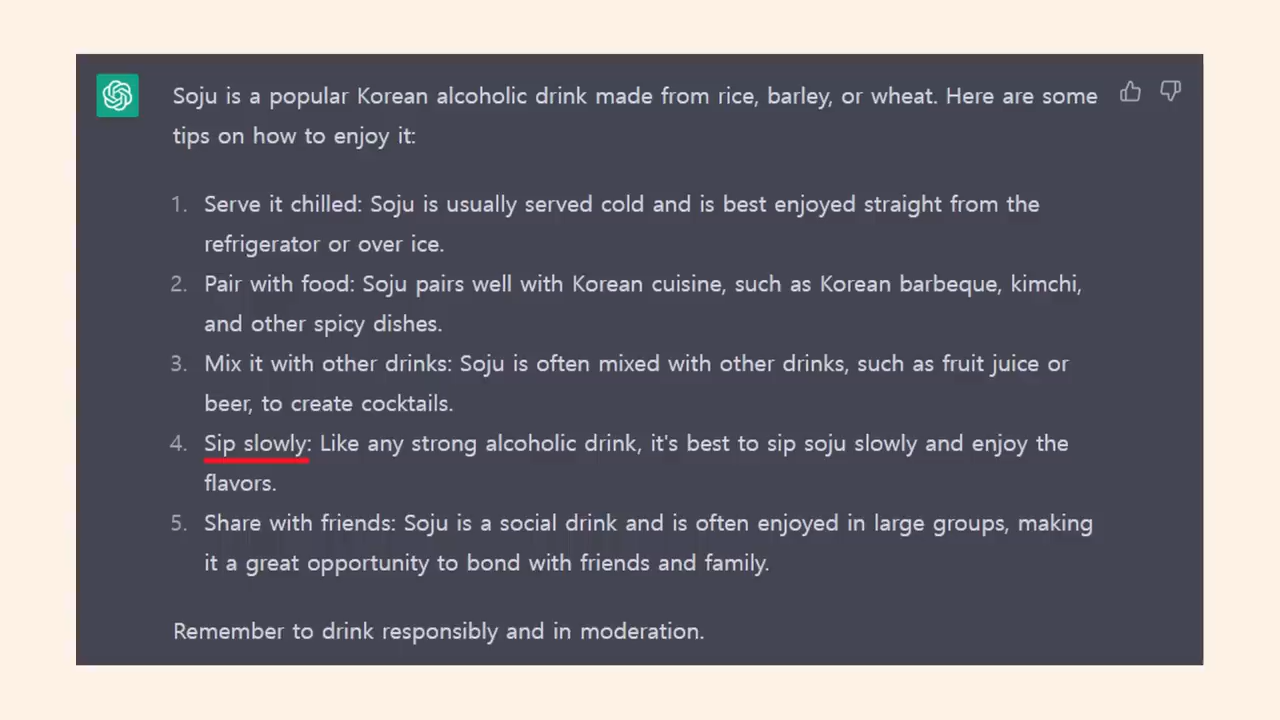 Soju is a popular Korean alcoholic drink made from rice, barley, or wheat. Here are some
tips on how to enjoy it:
1. Serve it chilled: Soju is usually served cold and is best enjoyed straight from the
refrigerator or over ice.
2. Pair with food: Soju pairs well with Korean cuisine, such as Korean barbeque, kimchi,
and other spicy dishes.
3. Mix it with other drinks: Soju is often mixed with other drinks, such as fruit juice or
beer, to create cocktails.
4. Sip slowly: Like any strong alcoholic drink, it's best to sip soju slowly and enjoy the
flavors.
5. Share with friends: Soju is a social drink and is often enjoyed in large groups, making
it a great opportunity to bond with friends and family.
Remember to drink responsibly and in moderation.